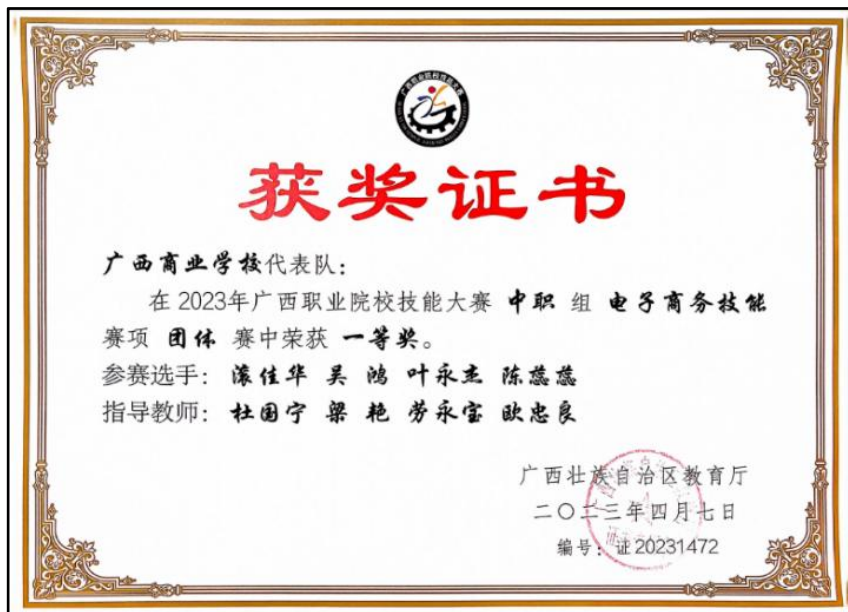 获奖证书
广西商业学校代表队：
在 2023年广西职业院校技能大赛 中职 组 电子商务技能
赛项 团体 赛中荣获 一等奖。
参赛选手： 滚佳华 吴 鸿 叶永杰 陈蕊蕊
指导教师： 杜国宁 梁 艳 劳永宝 欧忠良
广西壮族自治区教育厅
二〇二三年四月七日
编号：证20231472